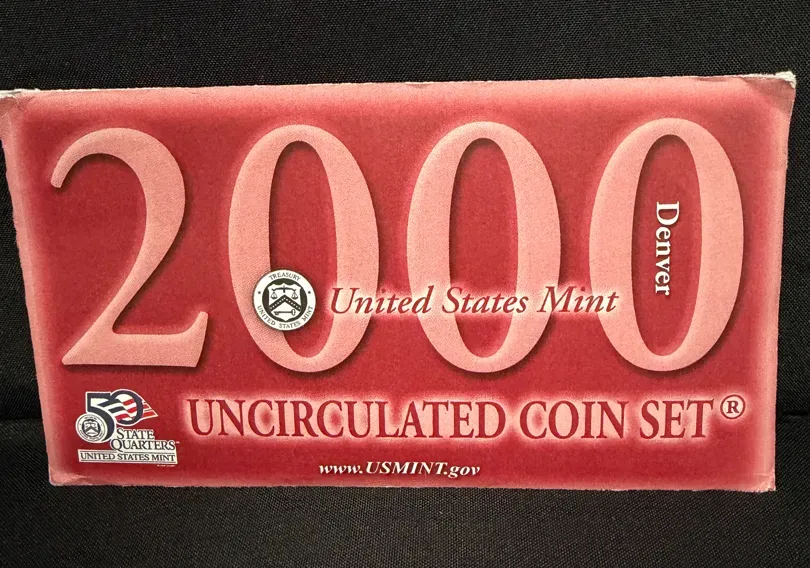 2000
Denver
TREASURY
UNITED STATES MINT
United States Mint
50
STATE
QUARTERS
UNITED STATES MINT
UNCIRCULATED COIN SET®
www.USMINT.gov